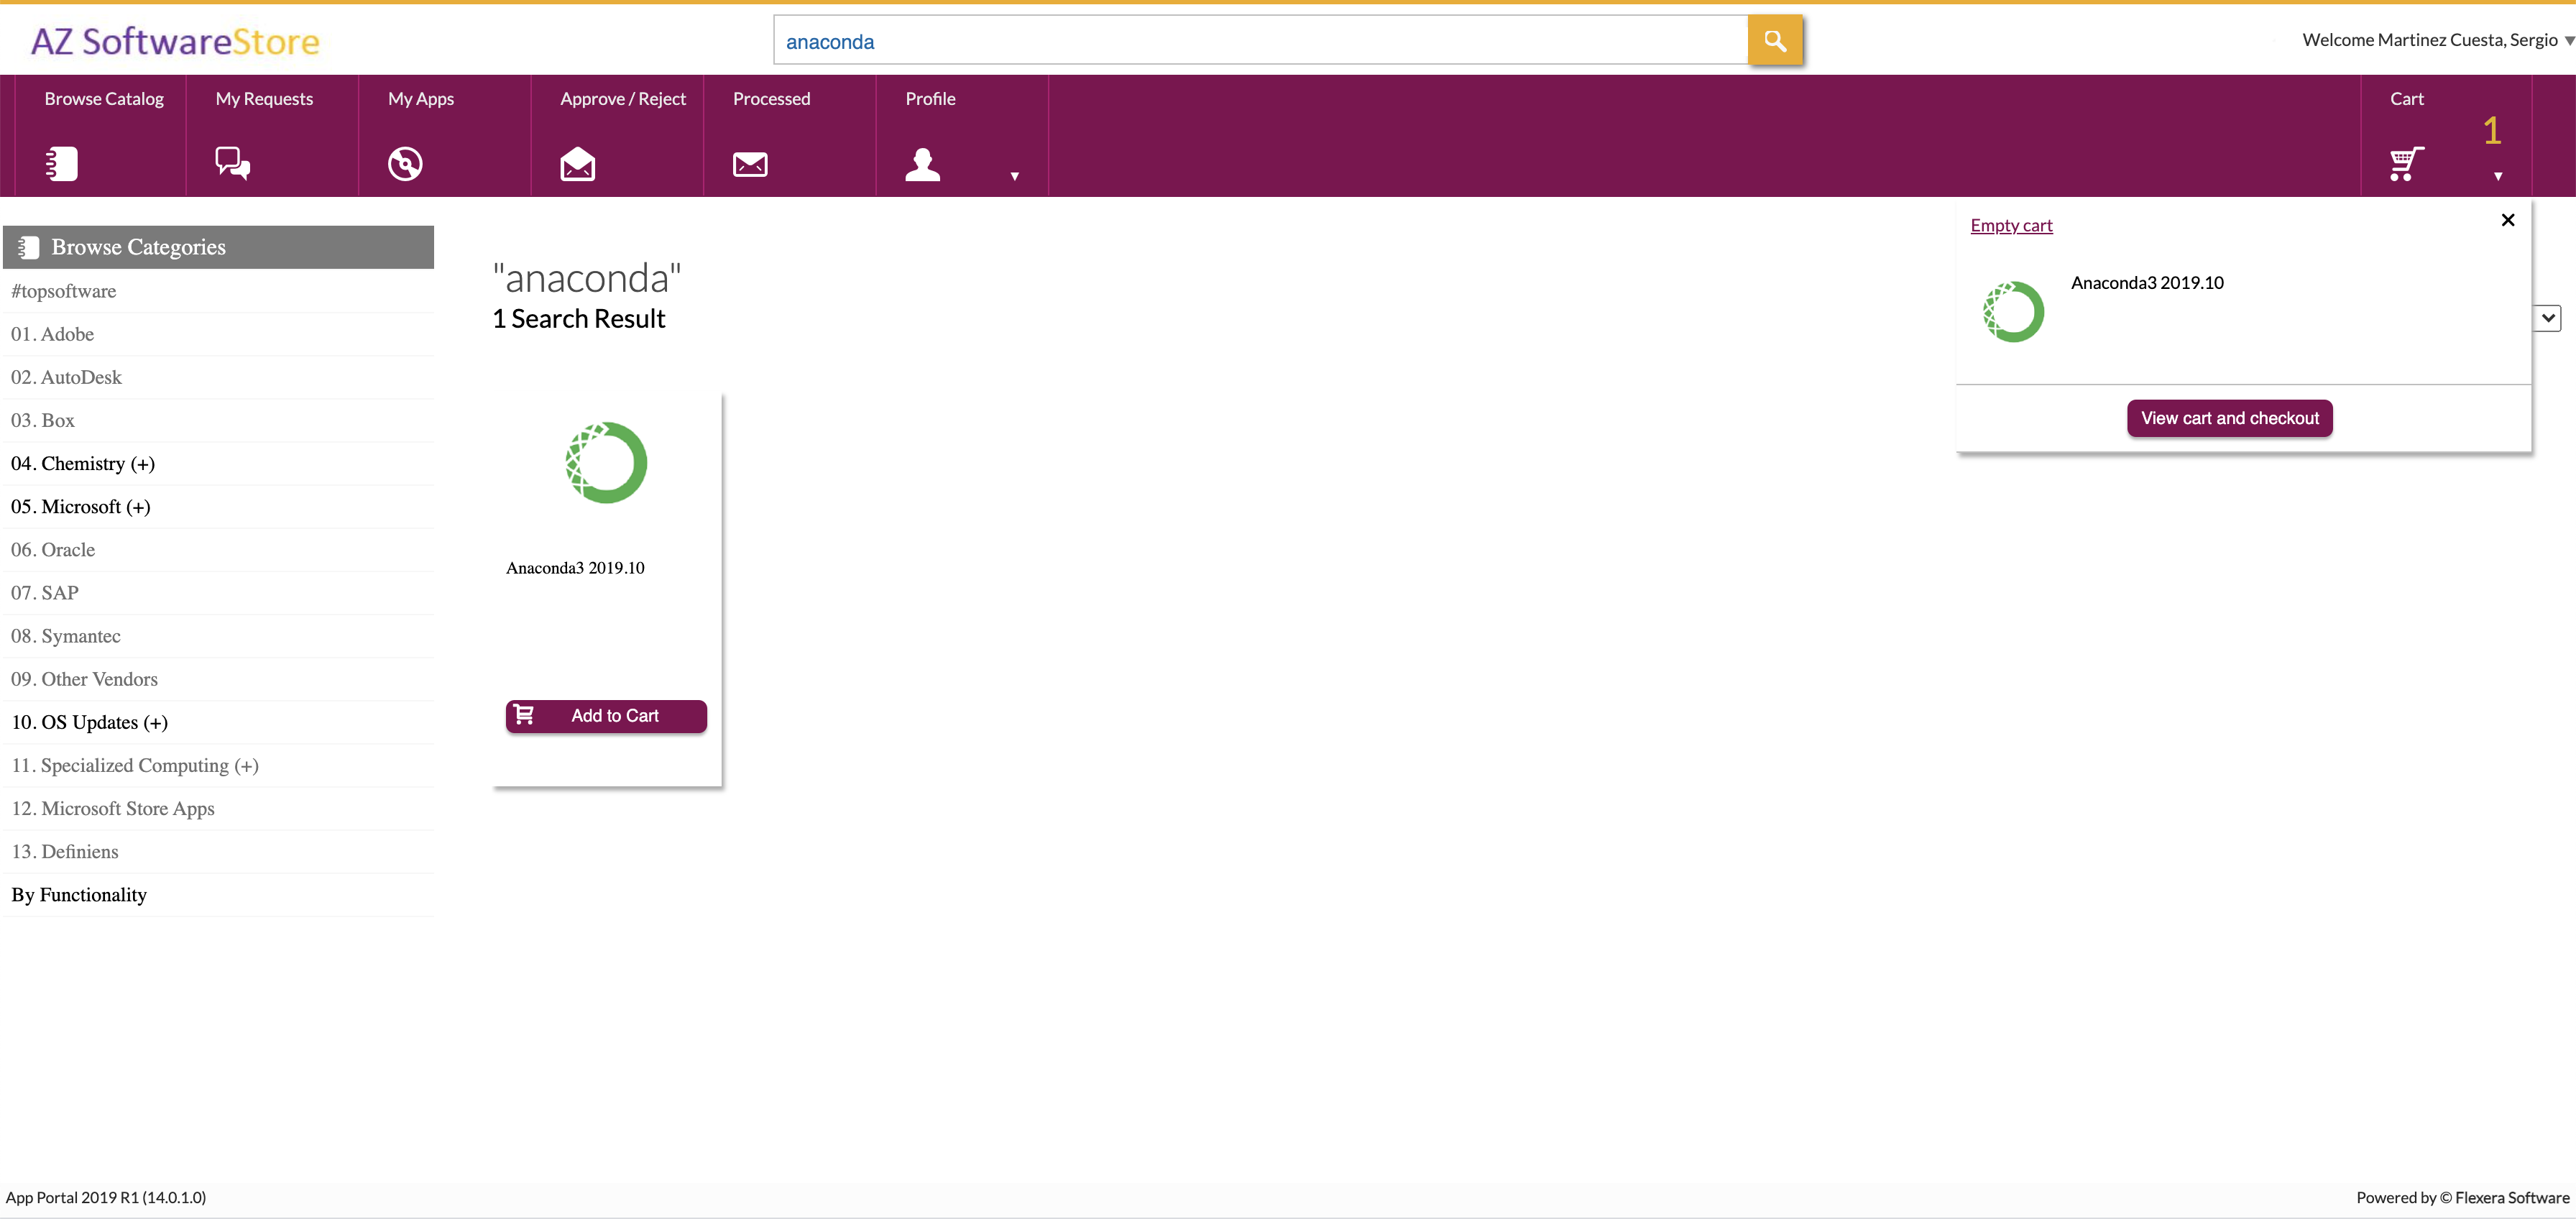 AZ SoftwareStore
anaconda
Welcome Martinez Cuesta, Sergio
Browse Catalog
My Requests
My Apps
Approve / Reject
Processed
Profile
Cart
1
Browse Categories
#topsoftware
01. Adobe
02. AutoDesk
03. Box
04. Chemistry (+)
05. Microsoft (+)
06. Oracle
07. SAP
08. Symantec
09. Other Vendors
10. OS Updates (+)
11. Specialized Computing (+)
12. Microsoft Store Apps
13. Definiens
By Functionality
"anaconda"
1 Search Result
Anaconda3 2019.10
Add to Cart
Empty cart
Anaconda3 2019.10
View cart and checkout
App Portal 2019 R1 (14.0.1.0)
Powered by © Flexera Software